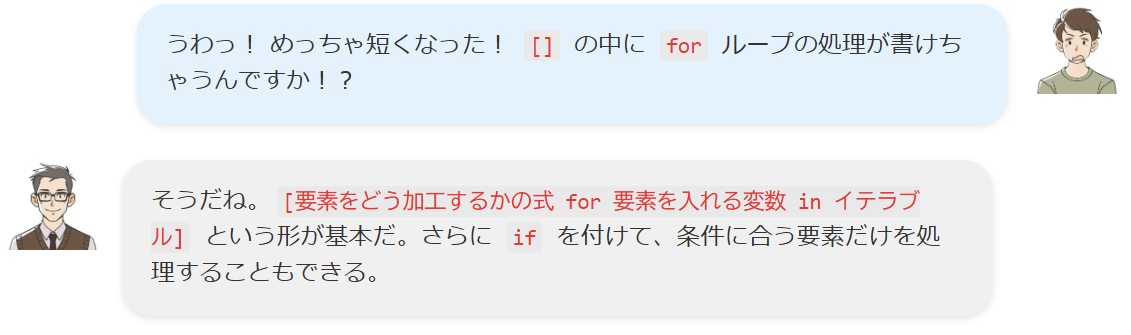 うわっ！ めっちゃ短くなった！ [] の中に for ループの処理が書けち
ゃうんですか！？
そうだね。 [要素をどう加工するかの式 for 要素を入れる変数 in イテラブ
ル] という形が基本だ。さらに if を付けて、条件に合う要素だけを処
理することもできる。